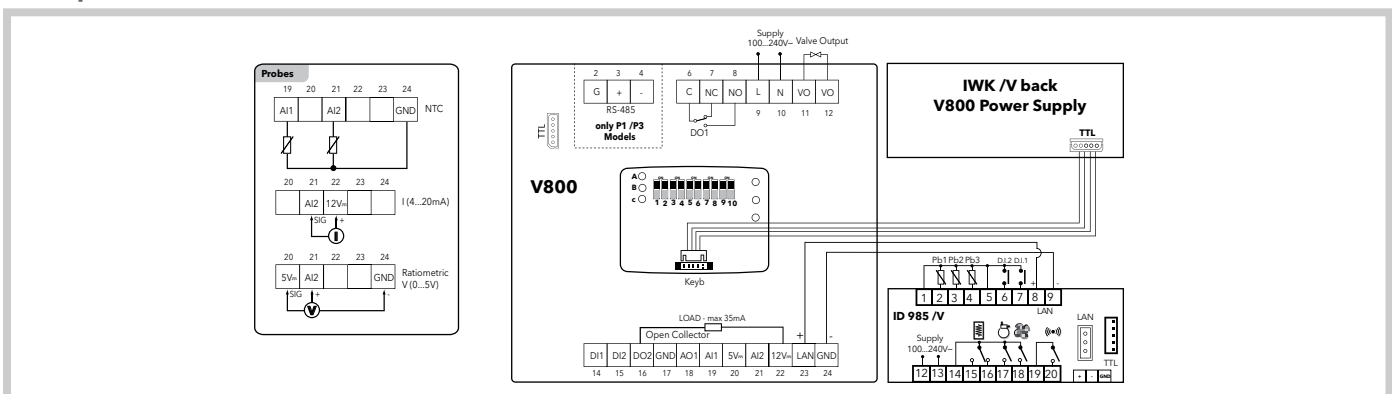 Probes
19 20 21 22 23 24
AI1 AI2 GND NTC
20 21 22 23 24
AI2 12V I (4...20mA)
SIG +
I
20 21 22 23 24
5V AI2 GND Ratiometric
V (0...5V)
SIG + -
V
Supply
100...240V~ Valve Output
2 3 4 6 7 8
G + - C NC NO L N VO VO
RS-485 9 10 11 12
only P1 /P3
Models
DO1
TTL
V800
A
B
c
ON ON ON ON ON
1 2 3 4 5 6 7 8 9 10
Keyb
LOAD - max 35mA
Open Collector + -
DI1 DI2 DO2 GND AO1 AI1 5V AI2 12V LAN GND
14 15 16 17 18 19 20 21 22 23 24
IWK /V back
V800 Power Supply
TTL
Pb1 Pb2 Pb3 D.I.2 D.I.1
+ -
1 2 3 4 5 6 7 8 9
LAN
ID 985 /V
Supply
100...240V~
12 13 14 15 16 17 18 19 20
LAN
TTL
+ - GND